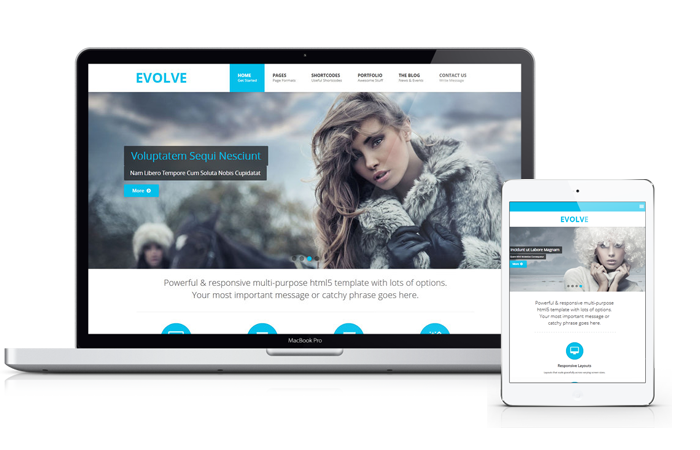 EVOLVE
HOME PAGES SHORTCODES PORTFOLIO THE BLOG CONTACT US
Get Started Page Formats Useful Shortcodes Awesome Stuff News & Events Write Message
Voluptatem Sequi Nesciunt
Nam Libero Tempore Cum Soluta Nobis Cupidatat
More
Powerful & responsive multi-purpose html5 template with lots of options.
Your most important message or catchy phrase goes here.
MacBook Pro
EVOLVE
Incidunt ut Labore Magnam
More
Powerful & responsive multi-purpose
html5 template with lots of options.
Your most important message or
catchy phrase goes here
Responsive Layouts